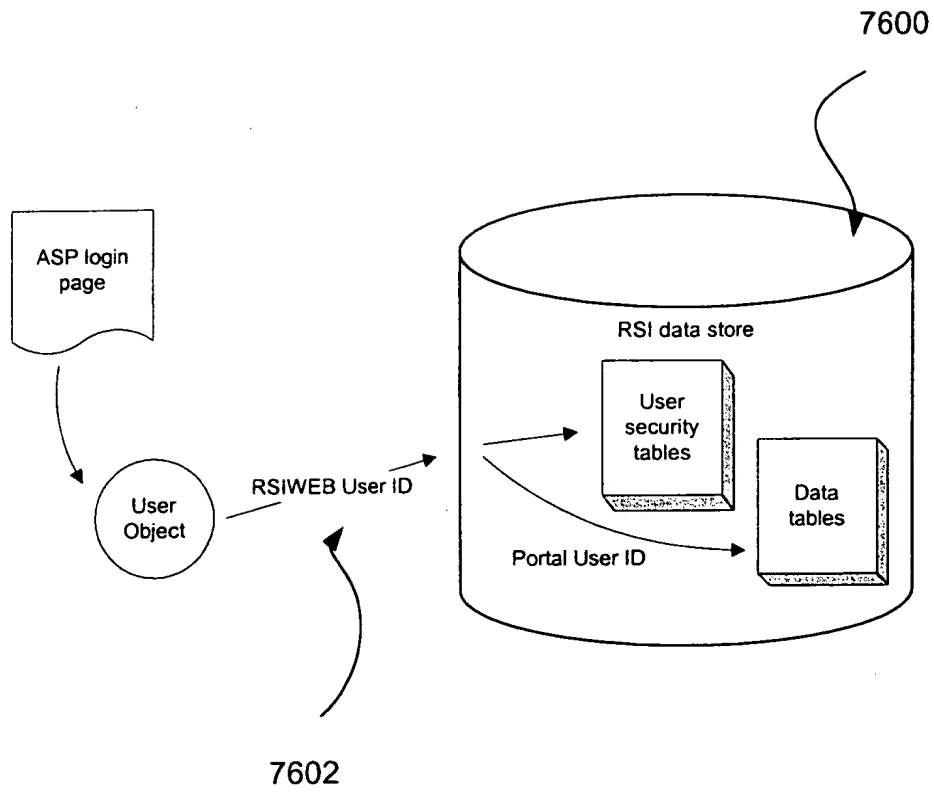 7600
ASP login
page
RSI data store
User
security
tables
RSIWEB User ID
User
Object
Data
tables
Portal User ID
7602